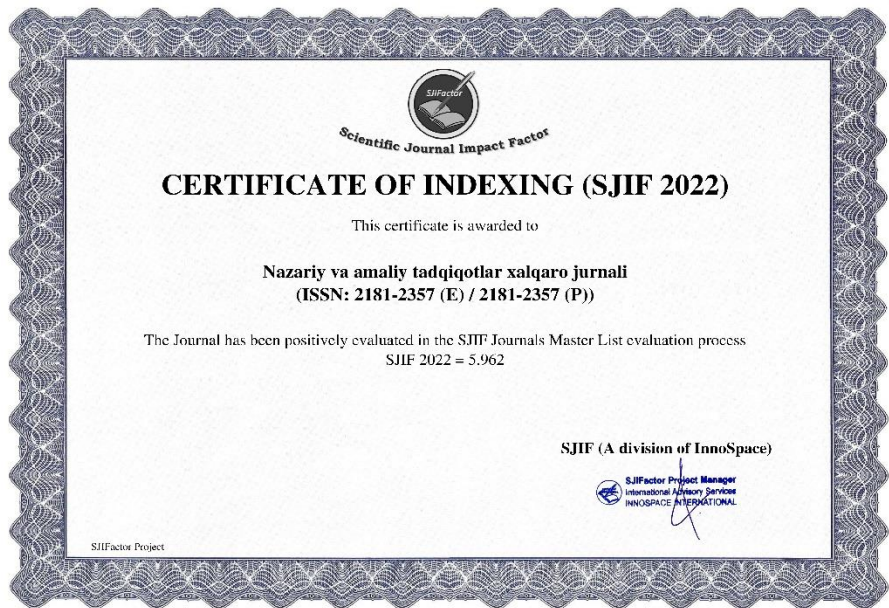 SJIFactor
Scientific Journal Impact Factor
CERTIFICATE OF INDEXING (SJIF 2022)
This certificate is awarded to
Nazariy va amaliy tadqiqotlar xalqaro jurnali
(ISSN: 2181-2357 (E) / 2181-2357 (P))
The Journal has been positively evaluated in the SJIF Journals Master List evaluation process
SJIF 2022 = 5.962
SJIF (A division of InnoSpace)
SJIFactor Project Manager
International Advisory Services
INNOSPACE INTERNATIONAL
SJIFactor Project